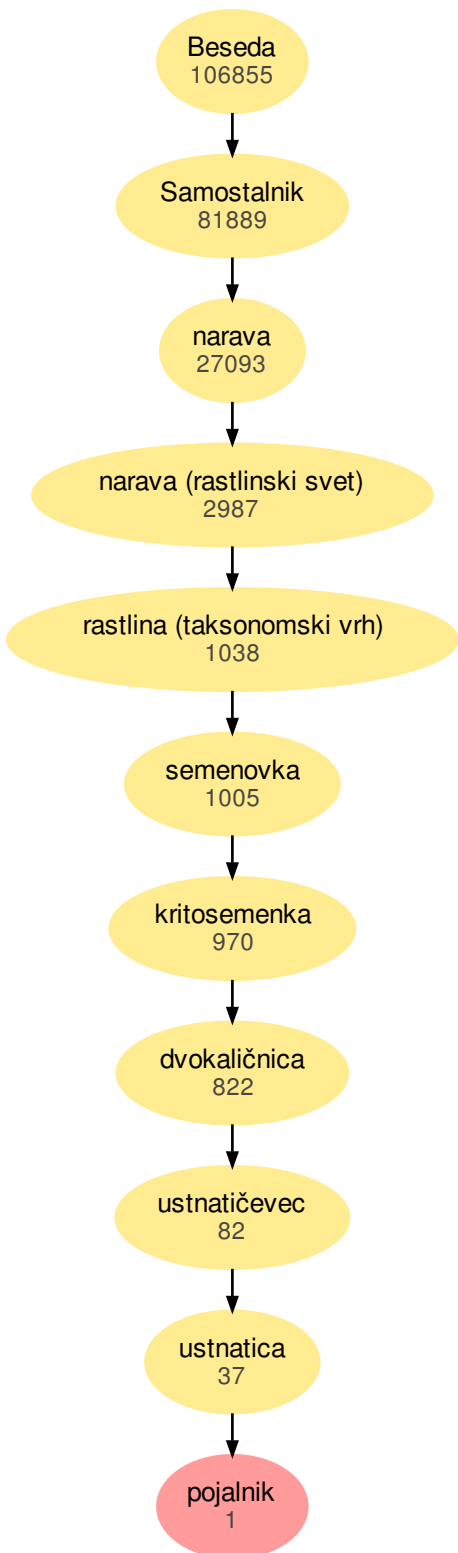 Beseda
106855
Samostalnik
81889
narava
27093
narava (rastlinski svet)
2987
rastlina (taksonomski vrh)
1038
semenovka
1005
kritosemenka
970
dvokaličnica
822
ustnatičevec
82
ustnatica
37
pojalnik
1